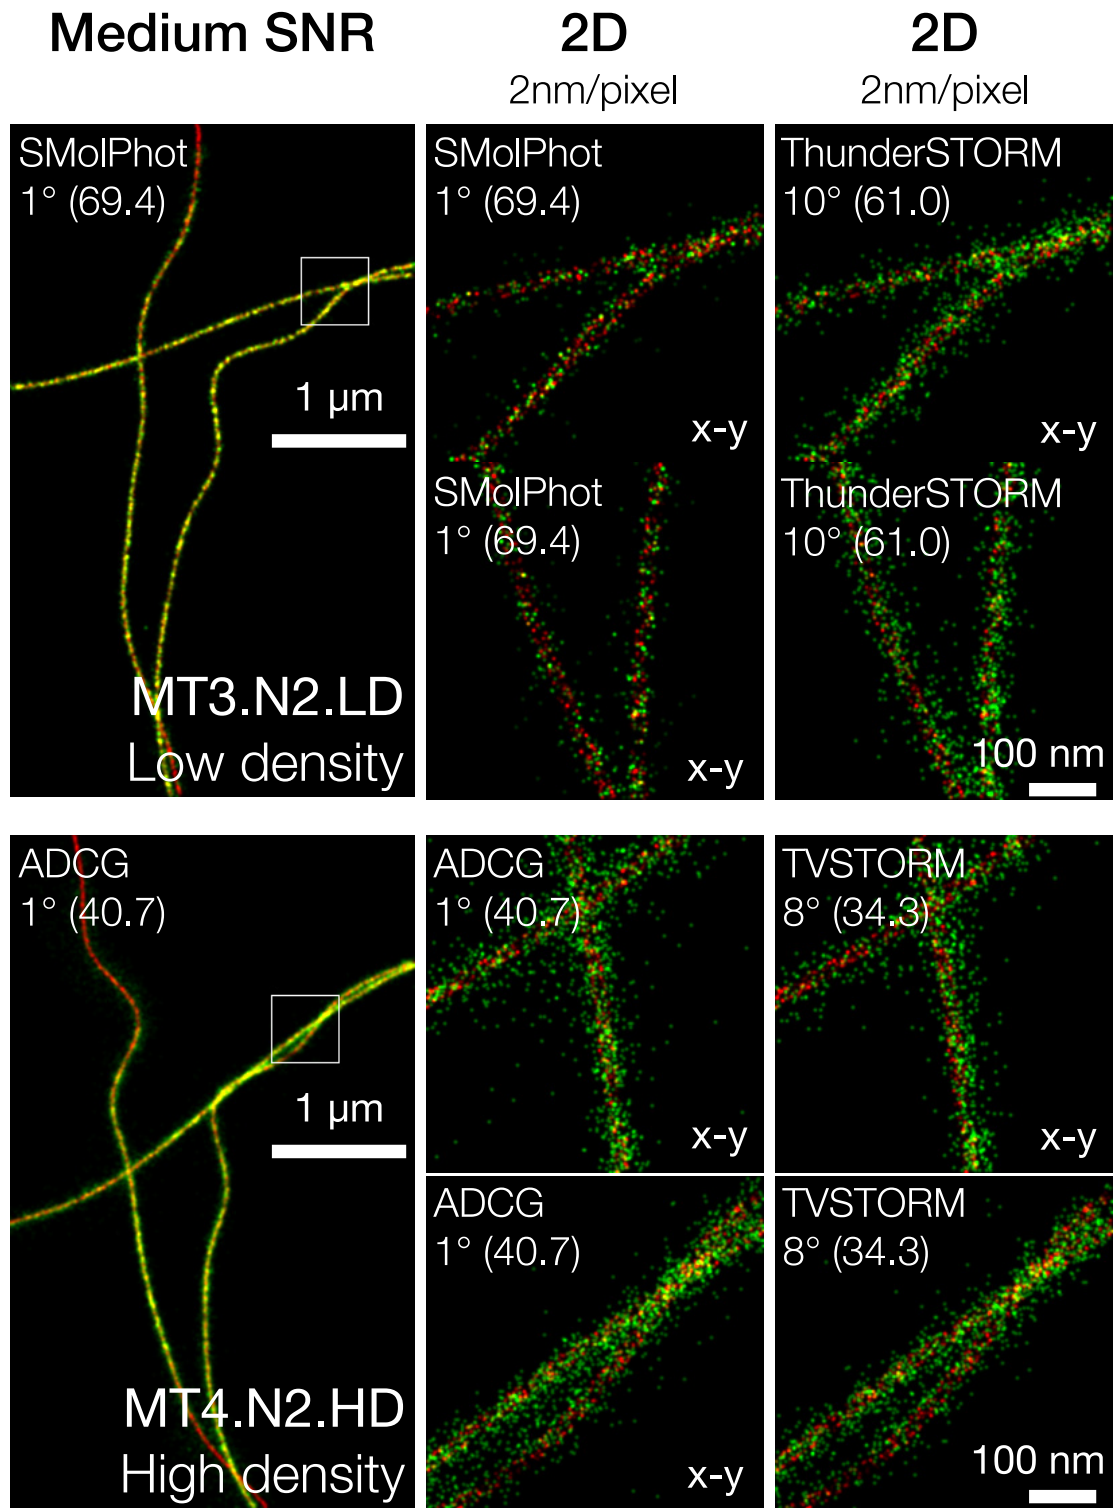 Medium SNR
2D
2nm/pixel
2D
2nm/pixel
SMolPhot
1° (69.4)
1 µm
MT3.N2.LD
Low density
SMolPhot
1° (69.4)
x-y
ThunderSTORM
10° (61.0)
x-y
SMolPhot
1° (69.4)
x-y
ThunderSTORM
10° (61.0)
100 nm
ADCG
1° (40.7)
1 µm
MT4.N2.HD
High density
ADCG
1° (40.7)
x-y
TVSTORM
8° (34.3)
x-y
ADCG
1° (40.7)
x-y
TVSTORM
8° (34.3)
100 nm